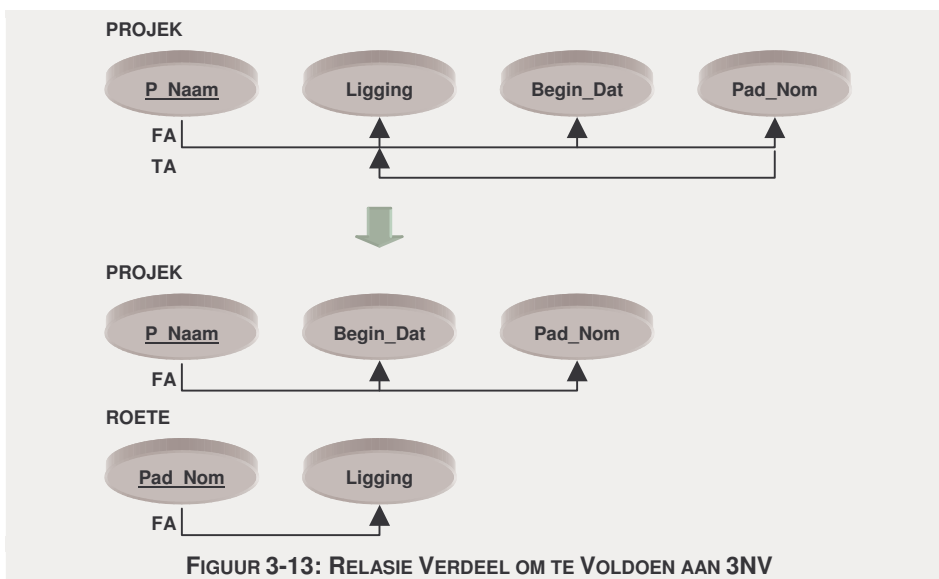 PROJEK
P_Naam Ligging Begin_Dat Pad_Nom
FA
TA
PROJEK
P_Naam Begin_Dat Pad_Nom
FA
ROETE
Pad_Nom Ligging
FA
FIGUUR 3-13: RELASIE VERDEEL OM TE VOLDOEN AAN 3NV